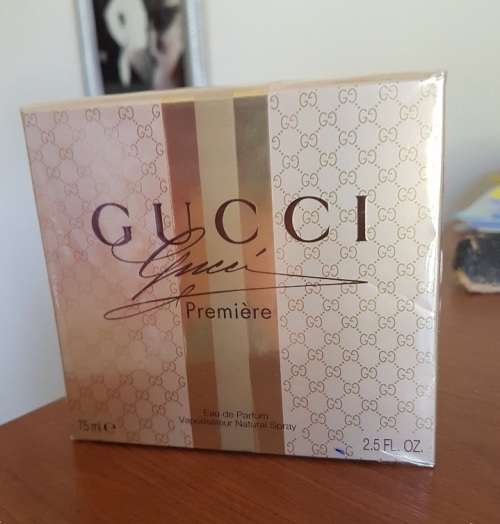 GUCCI
Gucci
Première
Eau de Parfum
Vaporisateur Natural Spray
75 ml ℮
2.5 FL. OZ.